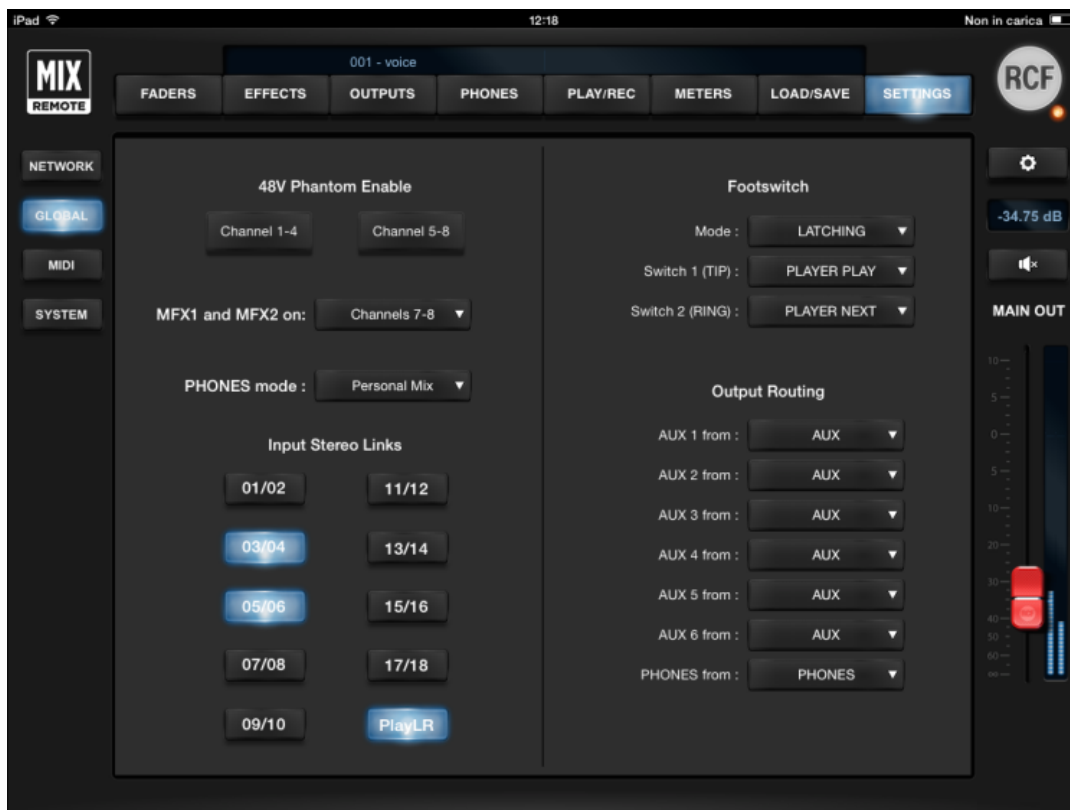 iPad 12:18 Non in carica
MIX
REMOTE
001 - voice
RCF
FADERS EFFECTS OUTPUTS PHONES PLAY/REC METERS LOAD/SAVE SETTINGS
NETWORK
GLOBAL
MIDI
SYSTEM
48V Phantom Enable
Channel 1-4 Channel 5-8
MFX1 and MFX2 on: Channels 7-8
PHONES mode : Personal Mix
Input Stereo Links
01/02 11/12
03/04 13/14
05/06 15/16
07/08 17/18
09/10 PlayLR
Footswitch
Mode : LATCHING
Switch 1 (TIP) : PLAYER PLAY
Switch 2 (RING) : PLAYER NEXT
Output Routing
AUX 1 from : AUX
AUX 2 from : AUX
AUX 3 from : AUX
AUX 4 from : AUX
AUX 5 from : AUX
AUX 6 from : AUX
PHONES from : PHONES
-34.75 dB
MAIN OUT
10
5
0
5
10
20
30
40
50
60
∞